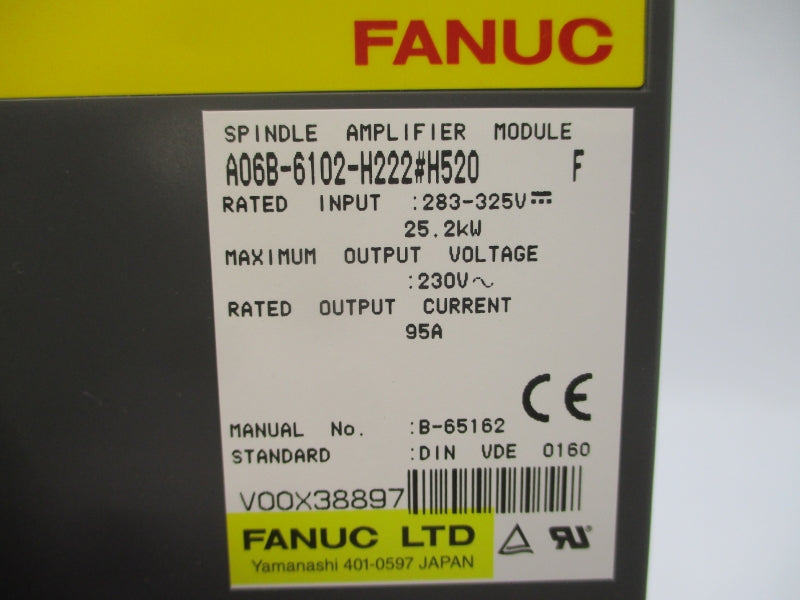 FANUC
SPINDLE AMPLIFIER MODULE
A06B-6102-H222#H520 F
RATED INPUT :283-325V⎓
25.2kW
MAXIMUM OUTPUT VOLTAGE
:230V~
RATED OUTPUT CURRENT
95A
CE
MANUAL No. :B-65162
STANDARD :DIN VDE 0160
V00X38897
FANUC LTD
Yamanashi 401-0597 JAPAN